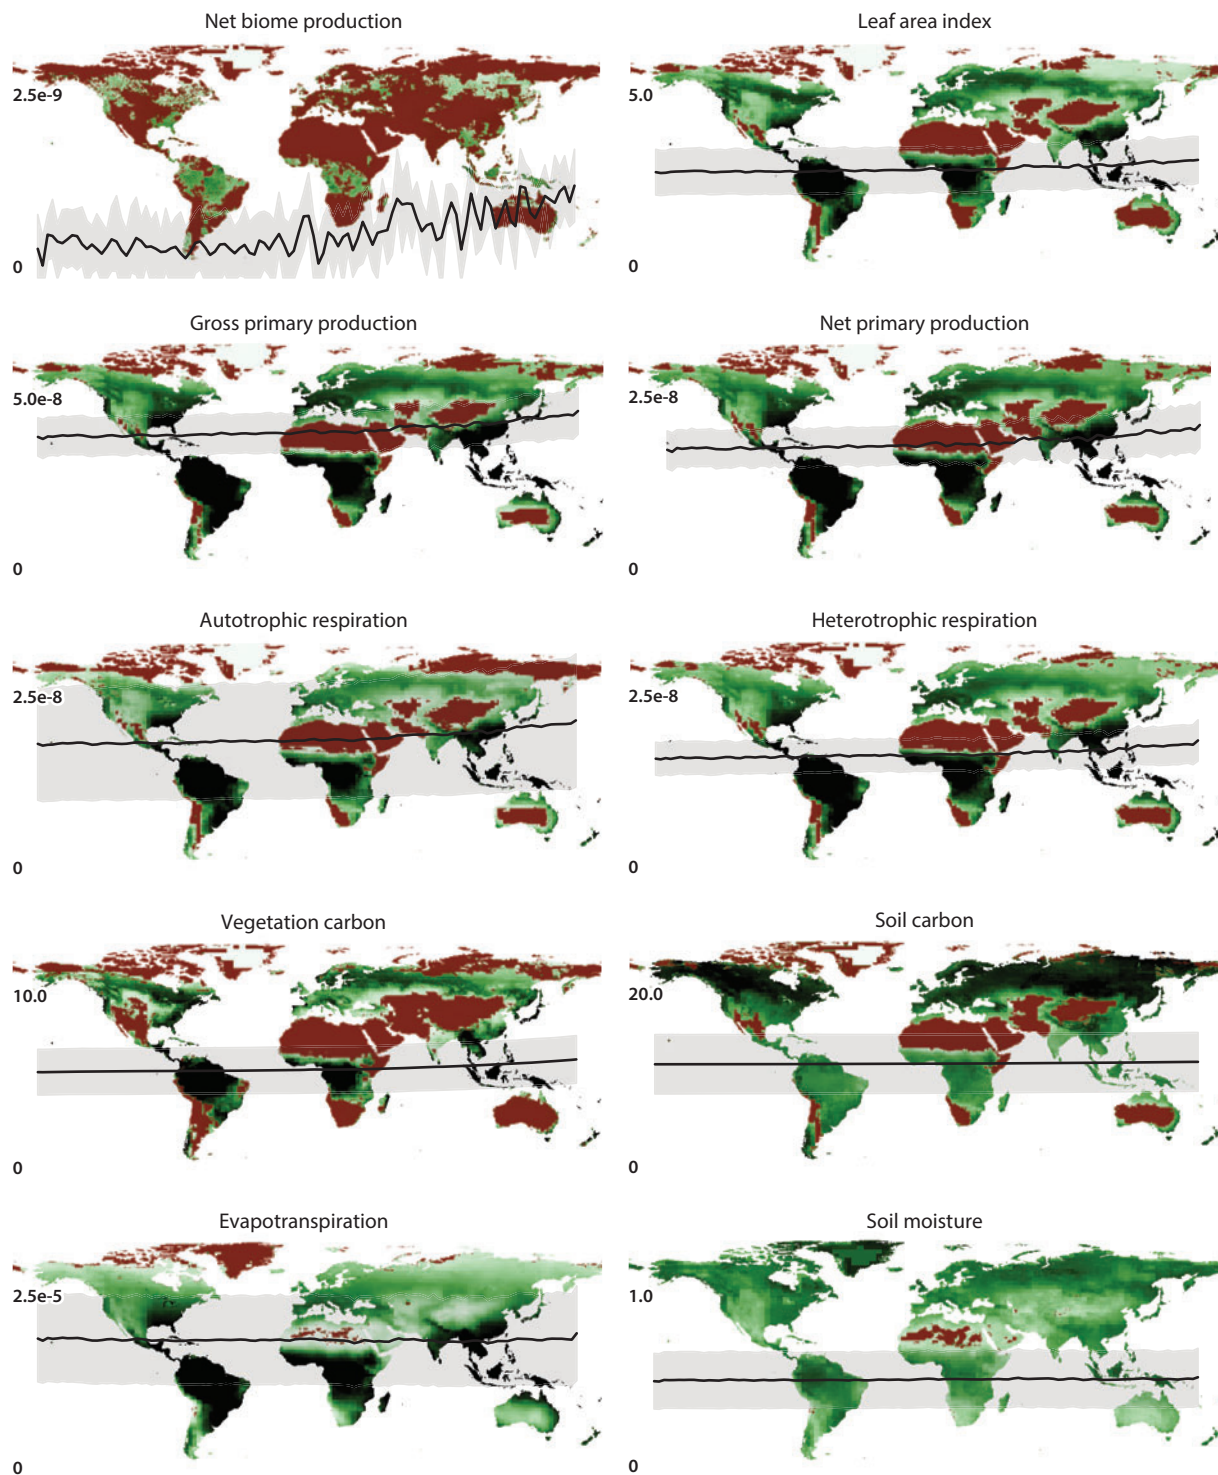 Net biome production
2.5e-9
0
Leaf area index
5.0
0
Gross primary production
5.0e-8
0
Net primary production
2.5e-8
0
Autotrophic respiration
2.5e-8
0
Heterotrophic respiration
2.5e-8
0
Vegetation carbon
10.0
0
Soil carbon
20.0
0
Evapotranspiration
2.5e-5
0
Soil moisture
1.0
0